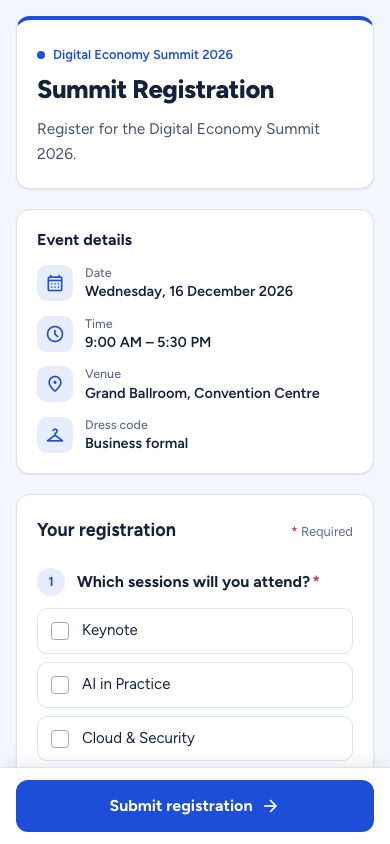 Digital Economy Summit 2026
Summit Registration
Register for the Digital Economy Summit
2026.
Event details
Date
Wednesday, 16 December 2026
Time
9:00 AM – 5:30 PM
Venue
Grand Ballroom, Convention Centre
Dress code
Business formal
Your registration
* Required
1
Which sessions will you attend? *
Keynote
AI in Practice
Cloud & Security
Submit registration →